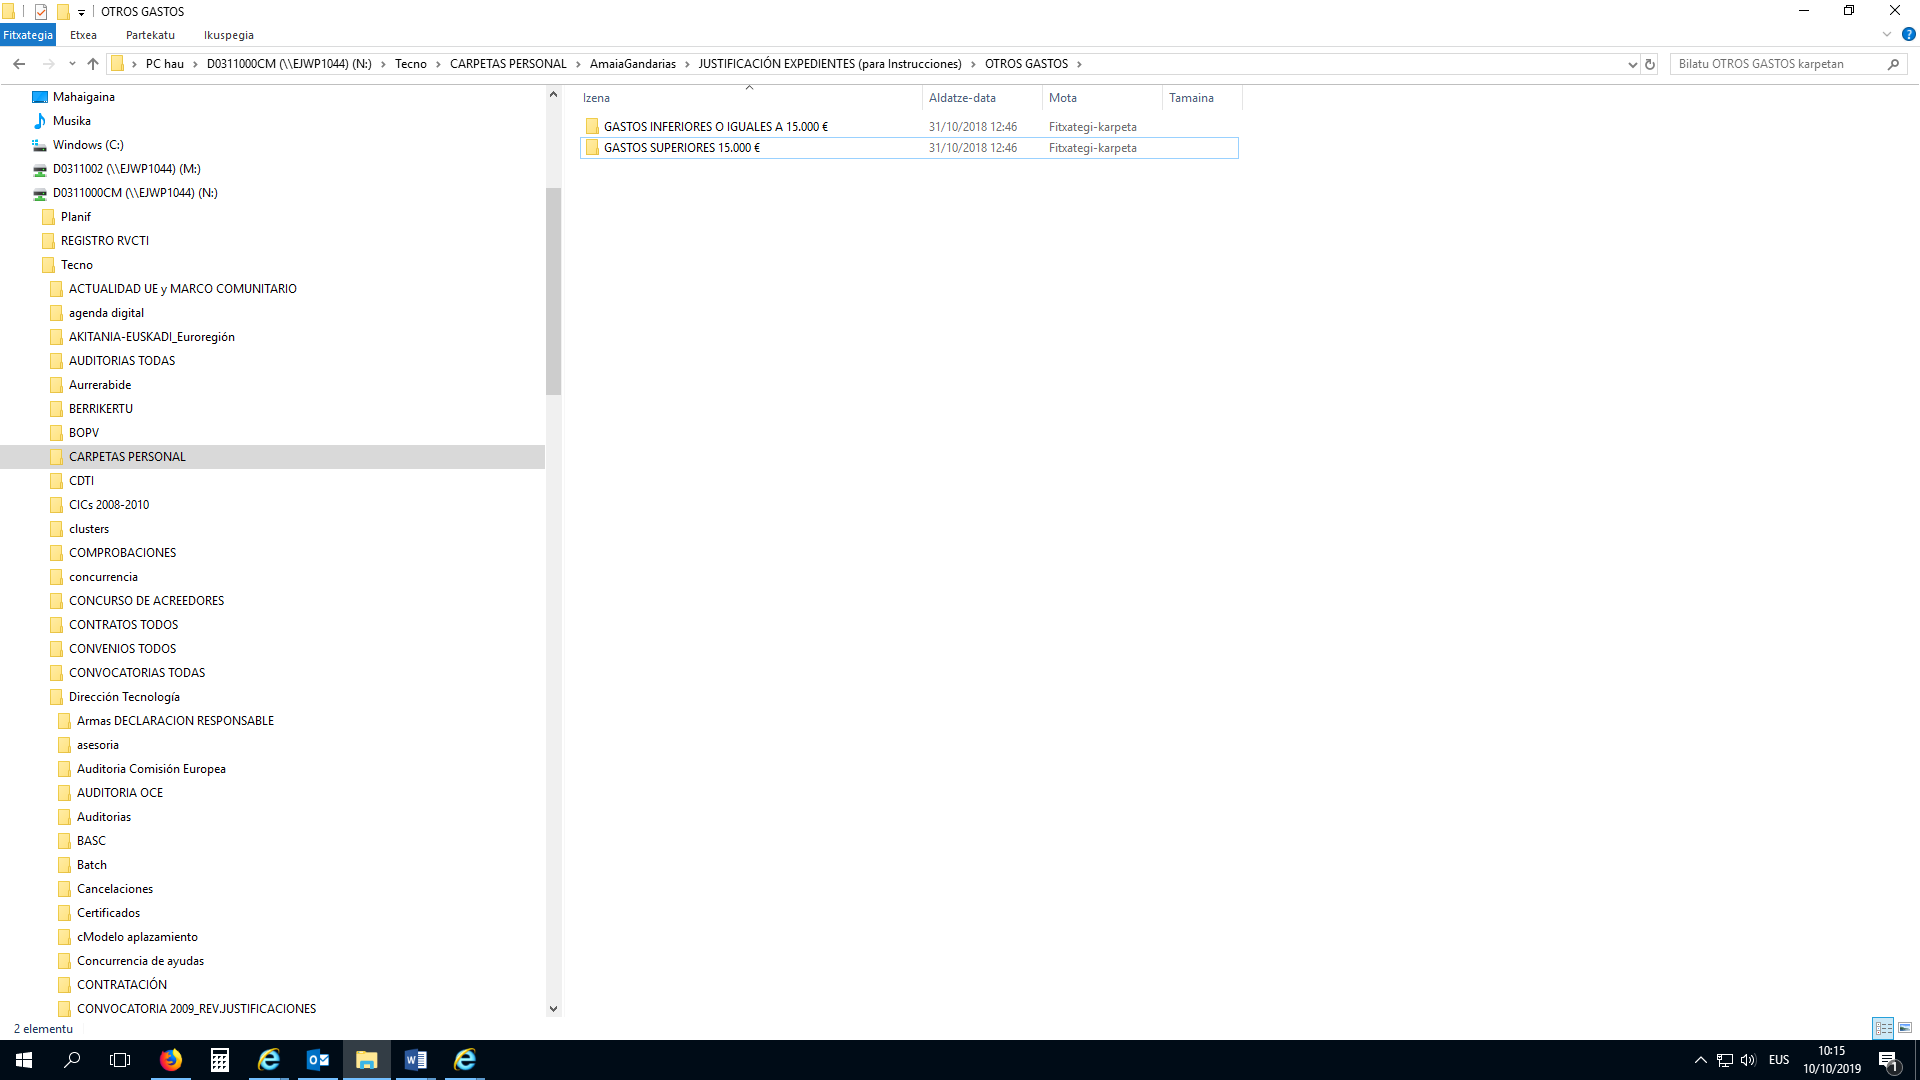 OTROS GASTOS
Fitxategia Etxea Partekatu Ikuspegia
PC hau D0311000CM (\\EJWP1044) (N:) Tecno CARPETAS PERSONAL AmaiaGandarias JUSTIFICACIÓN EXPEDIENTES (para Instrucciones) OTROS GASTOS
Bilatu OTROS GASTOS karpetan
Mahaigaina
Musika
Windows (C:)
D0311002 (\\EJWP1044) (M:)
D0311000CM (\\EJWP1044) (N:)
Planif
REGISTRO RVCTI
Tecno
ACTUALIDAD UE y MARCO COMUNITARIO
agenda digital
AKITANIA-EUSKADI_Euroregión
AUDITORIAS TODAS
Aurrerabide
BERRIKERTU
BOPV
CARPETAS PERSONAL
CDTI
CICs 2008-2010
clusters
COMPROBACIONES
concurrencia
CONCURSO DE ACREEDORES
CONTRATOS TODOS
CONVENIOS TODOS
CONVOCATORIAS TODAS
Dirección Tecnología
Armas DECLARACION RESPONSABLE
asesoria
Auditoria Comisión Europea
AUDITORIA OCE
Auditorias
BASC
Batch
Cancelaciones
Certificados
cModelo aplazamiento
Concurrencia de ayudas
CONTRATACIÓN
CONVOCATORIA 2009_REV.JUSTIFICACIONES
Izena Aldatze-data Mota Tamaina
GASTOS INFERIORES O IGUALES A 15.000 € 31/10/2018 12:46 Fitxategi-karpeta
GASTOS SUPERIORES 15.000 € 31/10/2018 12:46 Fitxategi-karpeta
2 elementu
EUS
10:15
10/10/2019
1